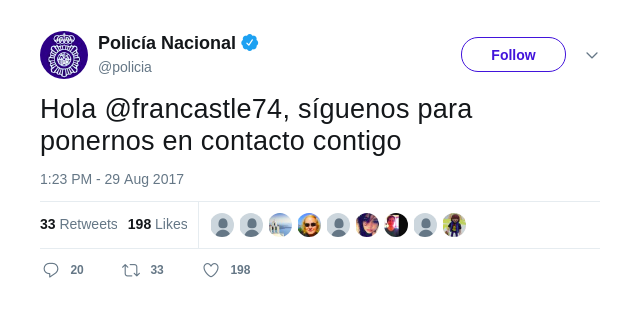 Policía Nacional
@policia
Follow
Hola @francastle74, síguenos para
ponernos en contacto contigo
1:23 PM - 29 Aug 2017
33 Retweets 198 Likes
20 33 198